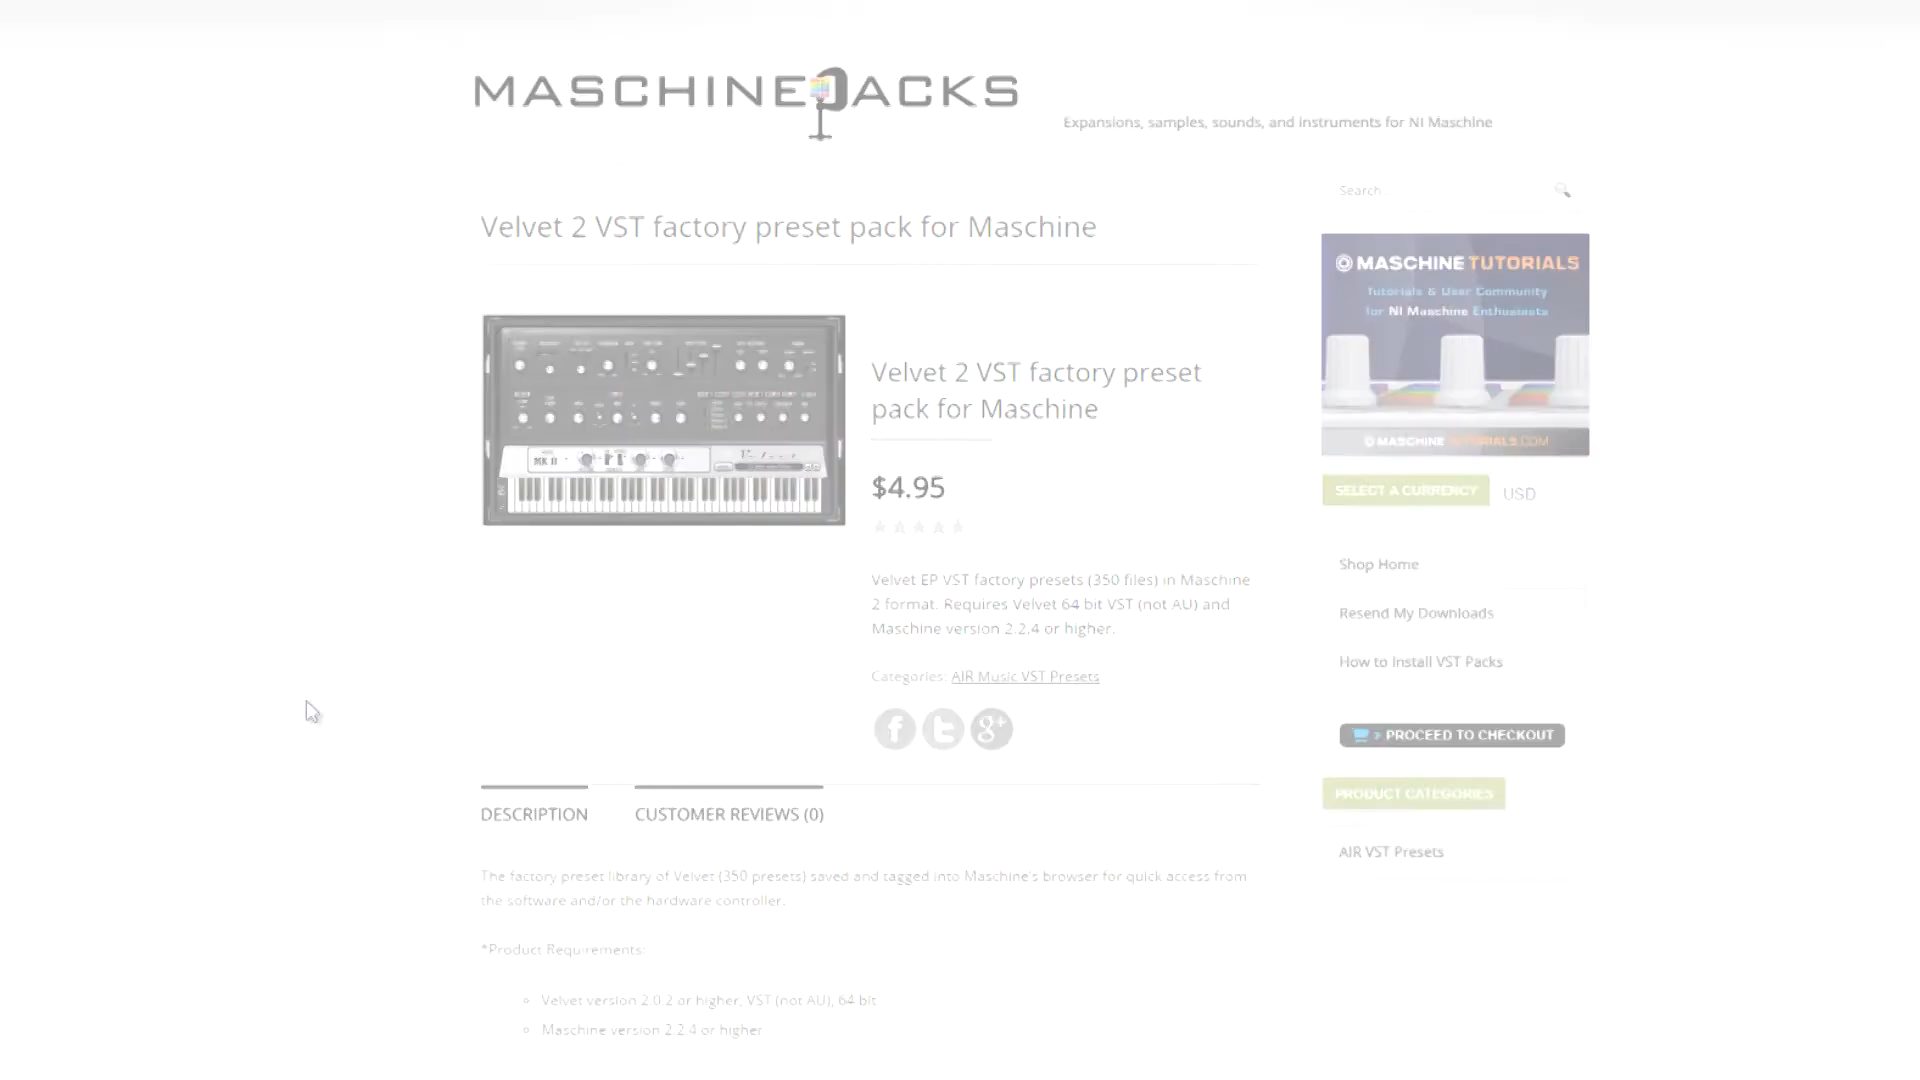 MASCHINEPACKS
Expansions, samples, sounds, and instruments for NI Maschine
Search
Velvet 2 VST factory preset pack for Maschine
MASCHINE TUTORIALS
Tutorials & User Community
for NI Maschine Enthusiasts
MASCHINE TUTORIALS.COM
MK II
Velvet 2 VST factory preset
pack for Maschine
$4.95
SELECT A CURRENCY
USD
Velvet EP VST factory presets (350 files) in Maschine
2 format. Requires Velvet 64 bit VST (not AU) and
Maschine version 2.2.4 or higher.
Categories: AIR Music VST Presets
Shop Home
Resend My Downloads
How to Install VST Packs
PROCEED TO CHECKOUT
PRODUCT CATEGORIES
AIR VST Presets
DESCRIPTION
CUSTOMER REVIEWS (0)
The factory preset library of Velvet (350 presets) saved and tagged into Maschine's browser for quick access from
the software and/or the hardware controller.
*Product Requirements:
Velvet version 2.0.2 or higher, VST (not AU), 64 bit
Maschine version 2.2.4 or higher